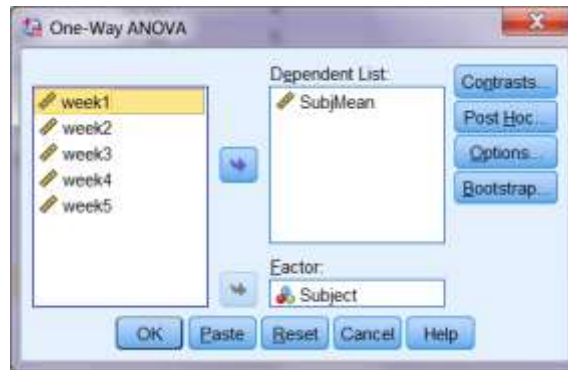 One-Way ANOVA
week1
week2
week3
week4
week5
Dependent List:
SubjMean
Factor:
Subject
Contrasts...
Post Hoc...
Options...
Bootstrap...
OK Paste Reset Cancel Help